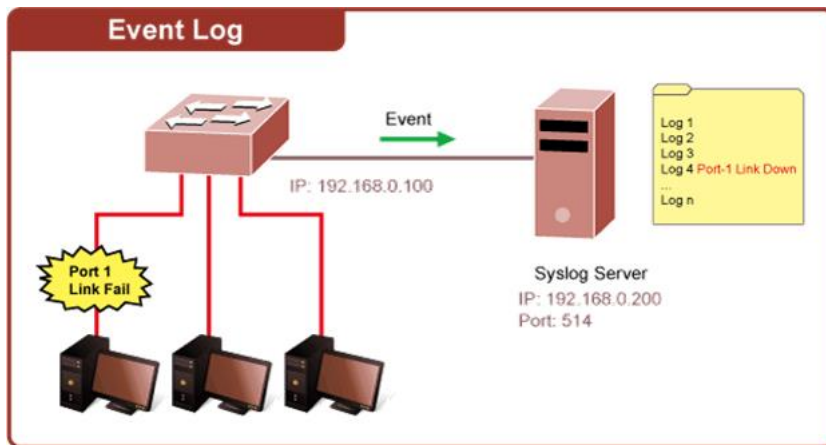 Event Log
Event
IP: 192.168.0.100
Port 1
Link Fail
Log 1
Log 2
Log 3
Log 4 Port-1 Link Down
...
Log n
Syslog Server
IP: 192.168.0.200
Port: 514